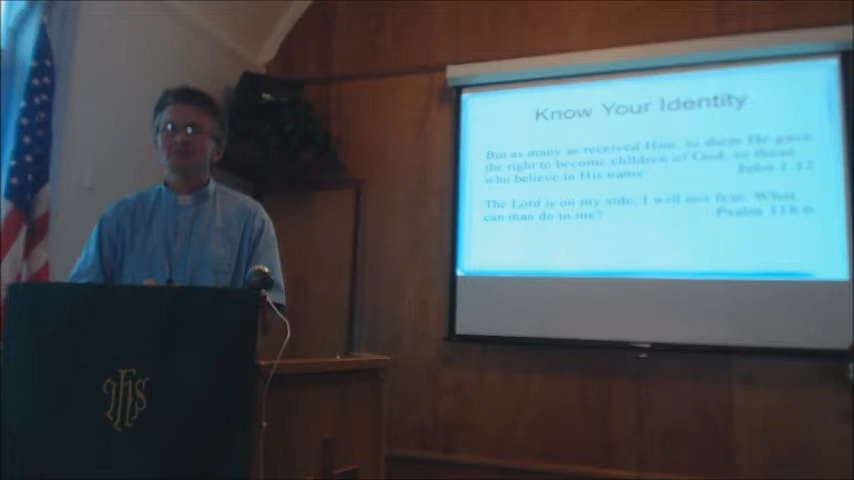 Know Your Identity
But as many as received Him, to them He gave
the right to become children of God, to those
who believe in His name John 1:12
The Lord is on my side; I will not fear. What
can man do to me? Psalm 118:6
IHS